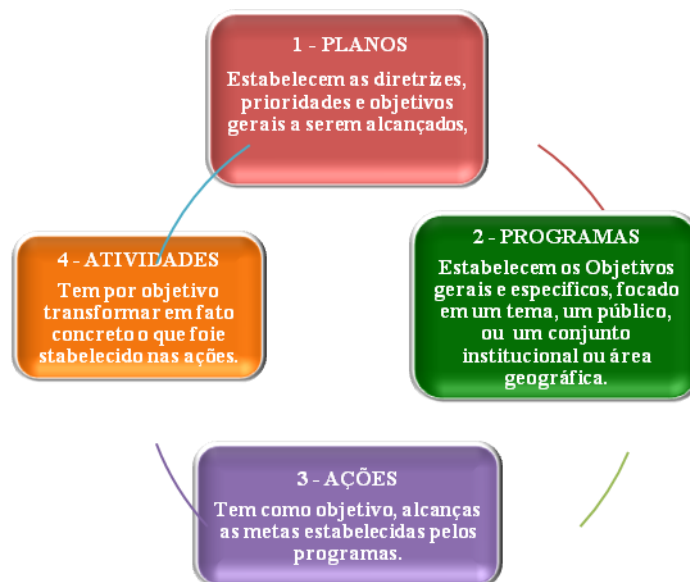 1 - PLANOS
Estabelecem as diretrizes,
prioridades e objetivos
gerais a serem alcançados,
2 - PROGRAMAS
Estabelecem os Objetivos
gerais e especificos, focado
em um tema, um público,
ou um conjunto
institucional ou área
geográfica.
3 - AÇÕES
Tem como objetivo, alcanças
as metas estabelecidas pelos
programas.
4 - ATIVIDADES
Tem por objetivo
transformar em fato
concreto o que foie
stabelecido nas ações.